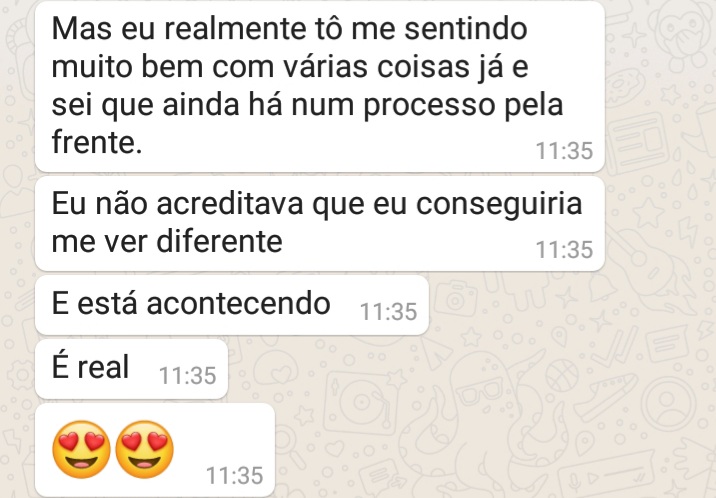 Mas eu realmente tô me sentindo
muito bem com várias coisas já e
sei que ainda há num processo pela
frente.
11:35
Eu não acreditava que eu conseguiria
me ver diferente
11:35
E está acontecendo 11:35
É real 11:35
😍😍 11:35